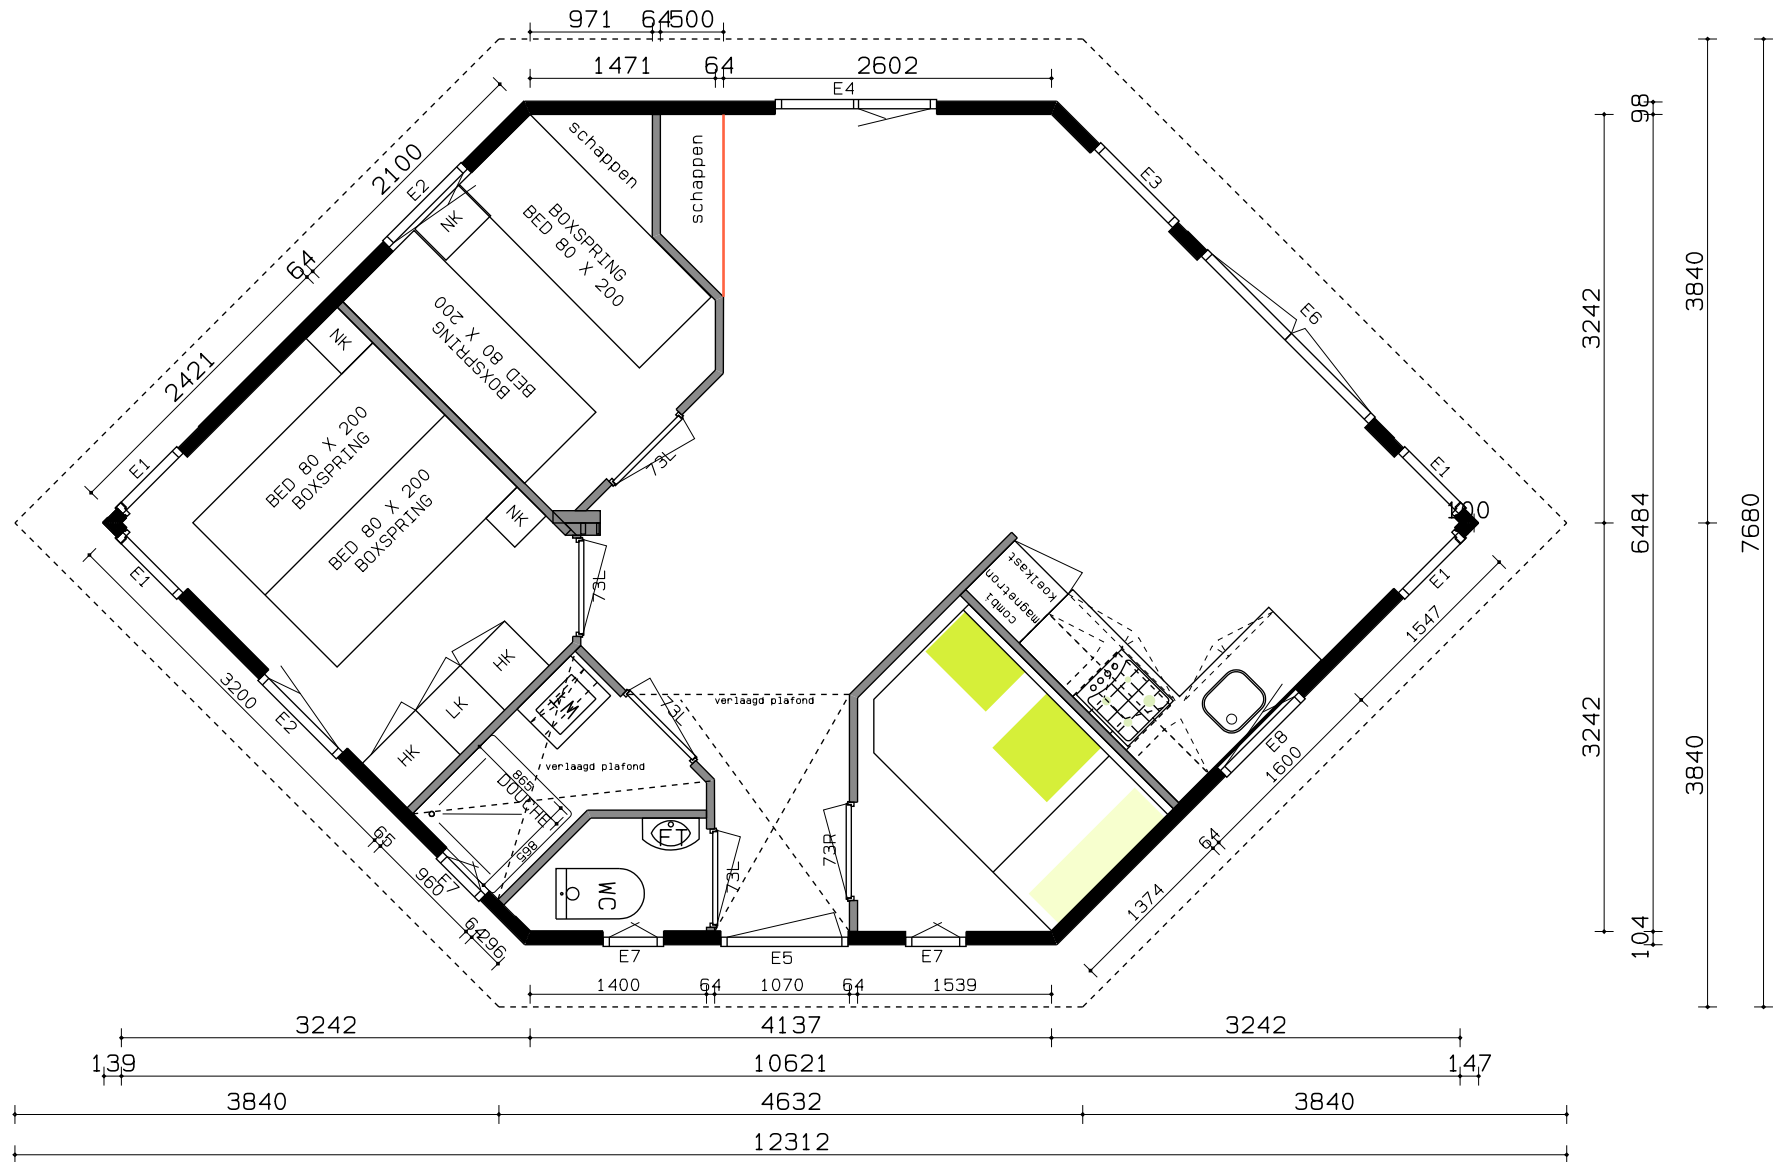 971 64 500
1471 64 2602
E4
98
schappen
schappen
2100
E2
NK
BOXSPRING
BED 80 X 200
E3
64
BED 80 X 200
BOXSPRING
3840
3242
E6
NK
2421
BED 80 X 200
BOXSPRING
E1
BED 80 X 200
BOXSPRING
73L
NK
E1
100
6484
7680
E1
73L
koelkast
magnetron
combi
E1
1547
HK
LK
HK
3200
E2
WM
73L
verlaagd plafond
verlaagd plafond
3242
3840
E8
1600
865
DOUCHE
865
65
E7
960
FT
73R
73L
WC
64
1374
64
296
104
E7
E5
E7
1400 64 1070 64 1539
3242 4137 3242
139 10621 147
3840 4632 3840
12312